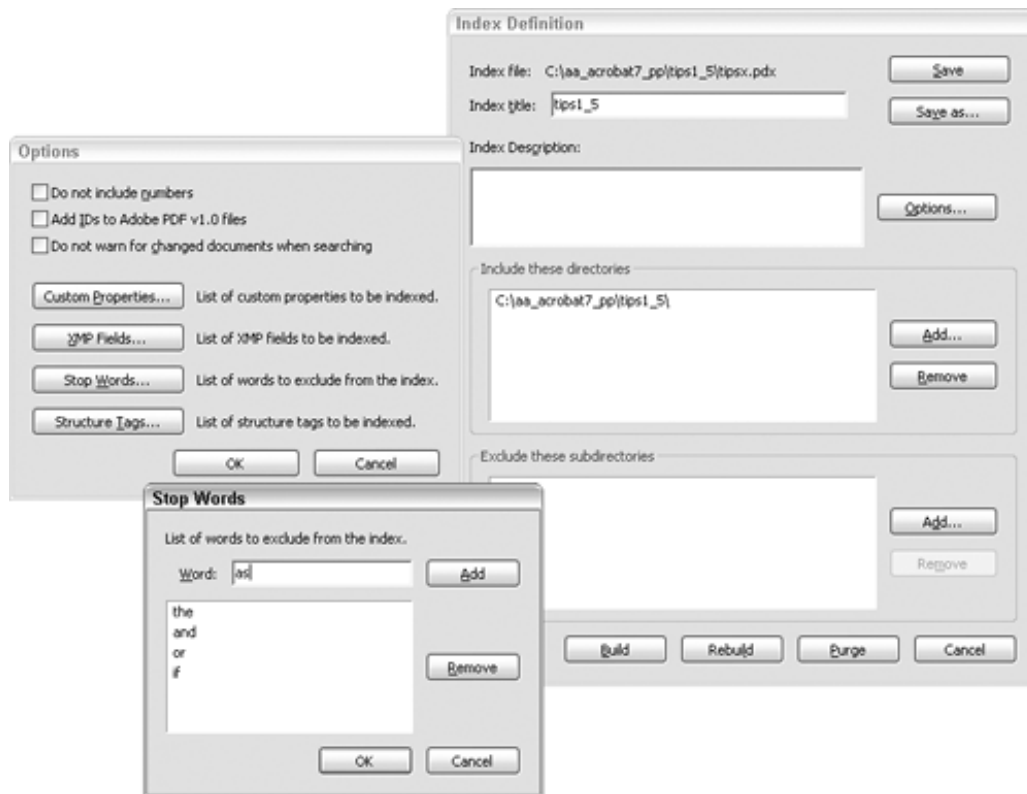 Index Definition
Index file: C:\aa_acrobat7_pp\tips1_5\tipsx.pdx
Save
Index title: tips1_5
Save as...
Index Description:
Options...
Include these directories
C:\aa_acrobat7_pp\tips1_5\
Add...
Remove
Exclude these subdirectories
Add...
Remove
Build Rebuild Purge Cancel
Options
Do not include numbers
Add IDs to Adobe PDF v1.0 files
Do not warn for changed documents when searching
Custom Properties... List of custom properties to be indexed.
XMP Fields... List of XMP fields to be indexed.
Stop Words... List of words to exclude from the index.
Structure Tags... List of structure tags to be indexed.
OK Cancel
Stop Words
List of words to exclude from the index.
Word: as Add
the
and
or
if
Remove
OK Cancel